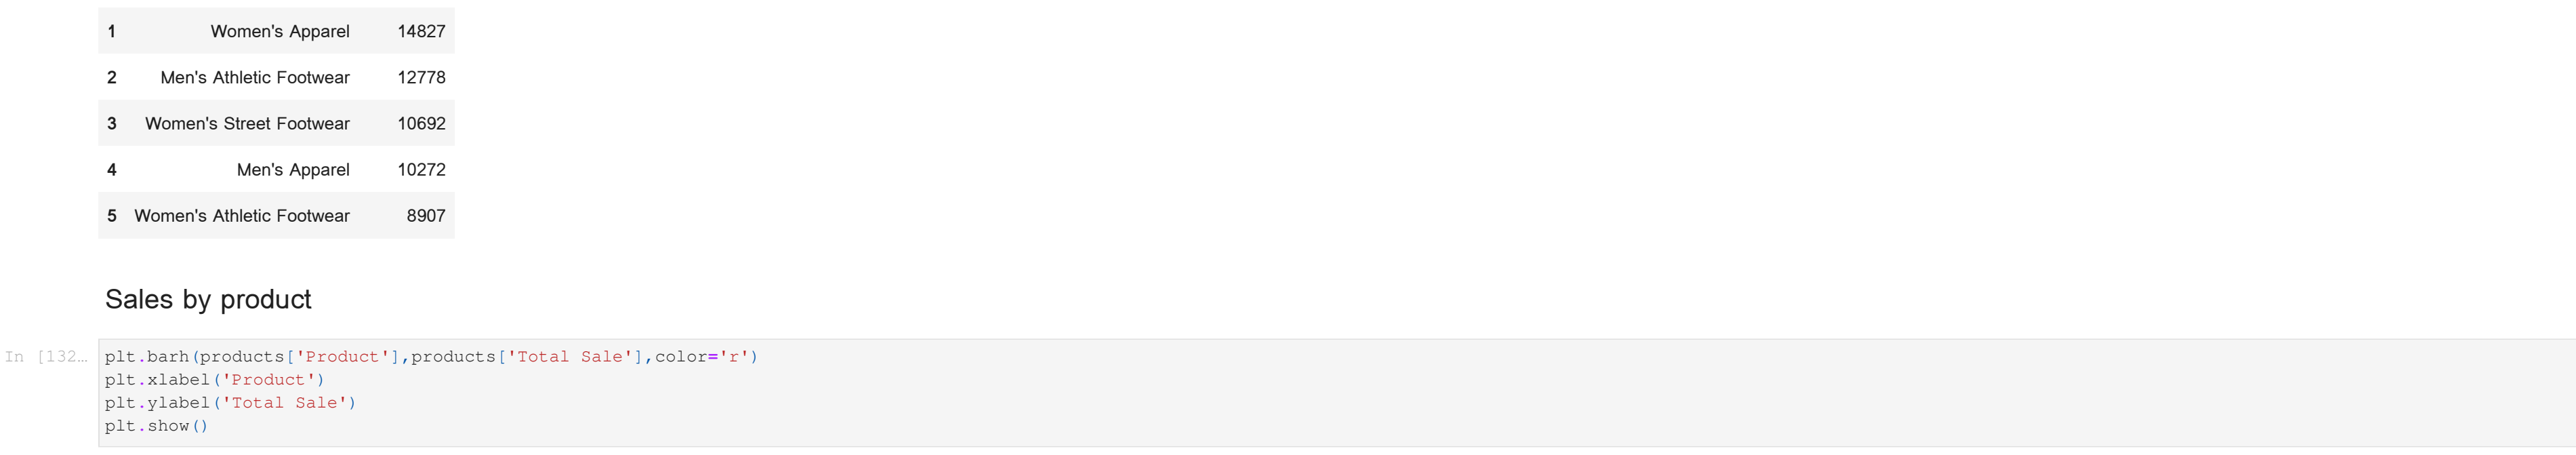 1 Women's Apparel 14827
2 Men's Athletic Footwear 12778
3 Women's Street Footwear 10692
4 Men's Apparel 10272
5 Women's Athletic Footwear 8907
Sales by product
In [132… plt.barh(products['Product'],products['Total Sale'],color='r')
plt.xlabel('Product')
plt.ylabel('Total Sale')
plt.show()